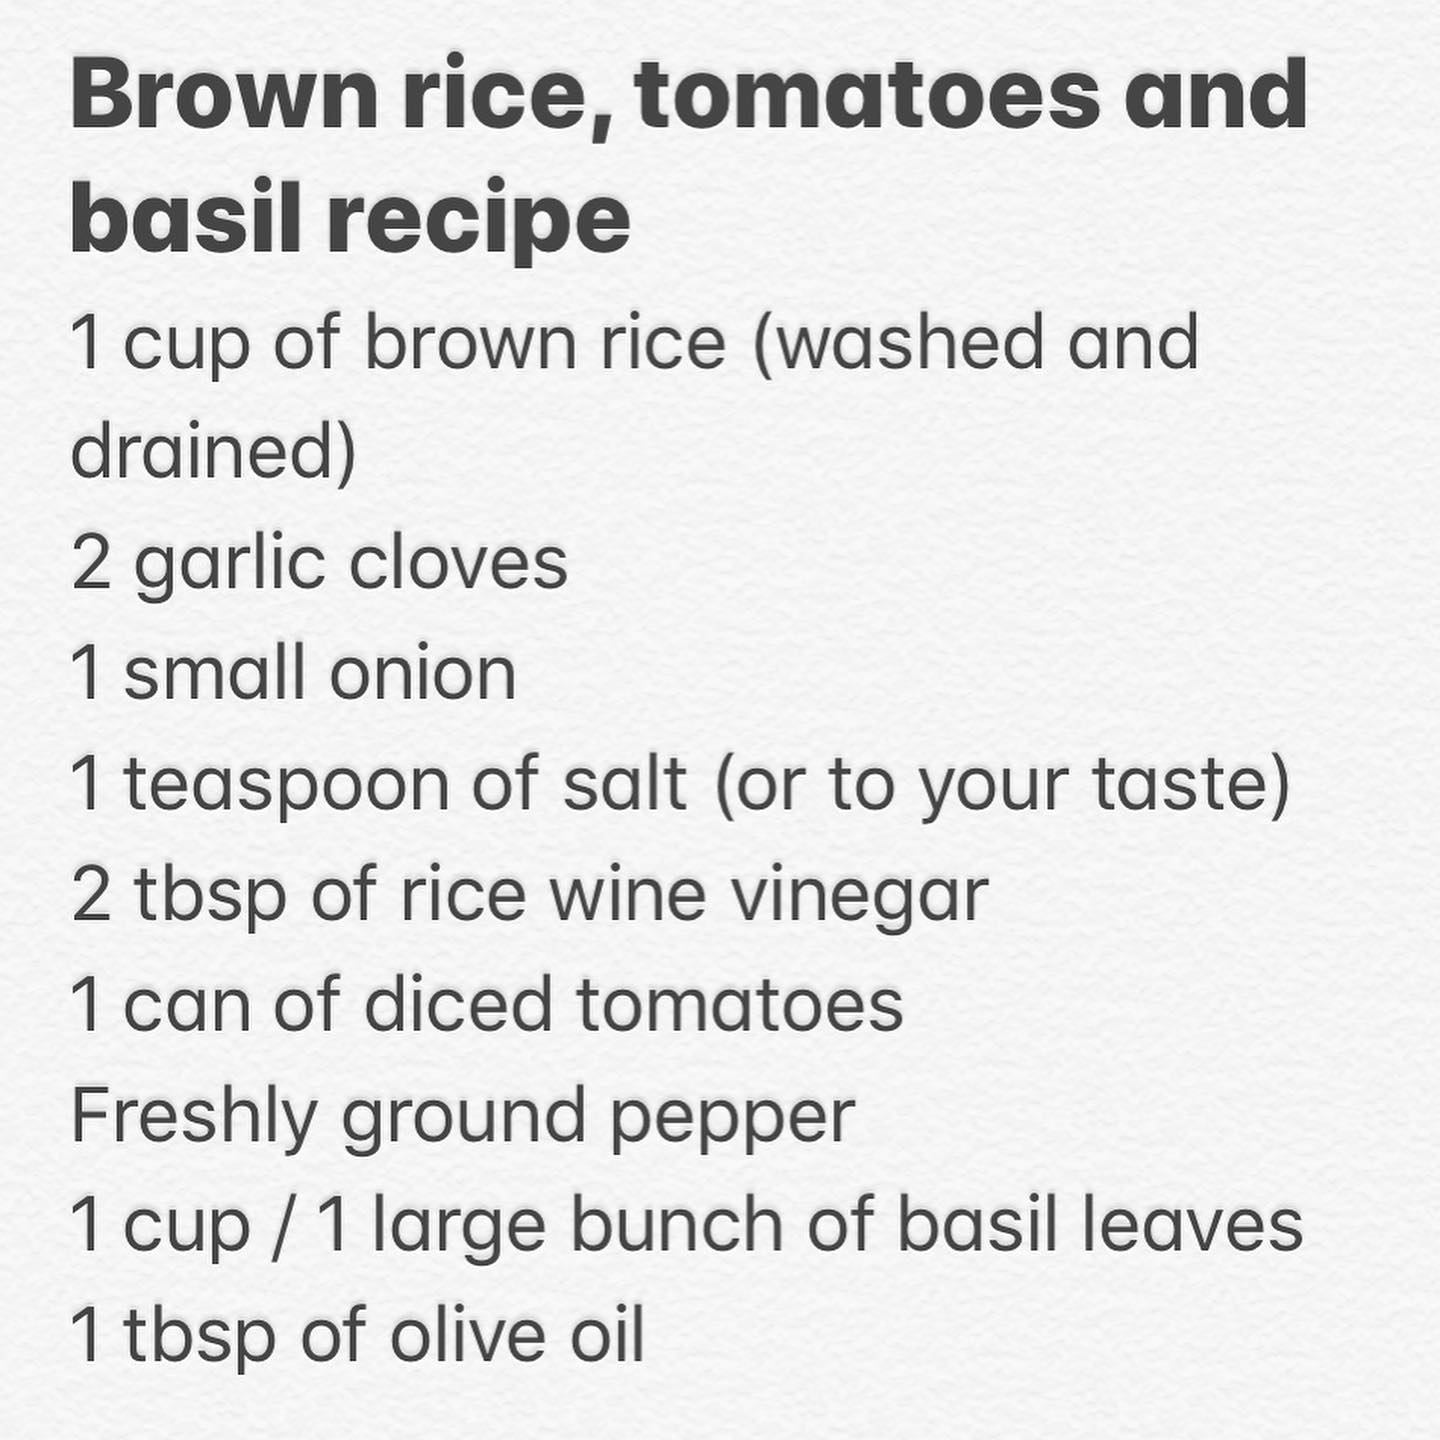 Brown rice, tomatoes and
basil recipe
1 cup of brown rice (washed and
drained)
2 garlic cloves
1 small onion
1 teaspoon of salt (or to your taste)
2 tbsp of rice wine vinegar
1 can of diced tomatoes
Freshly ground pepper
1 cup / 1 large bunch of basil leaves
1 tbsp of olive oil